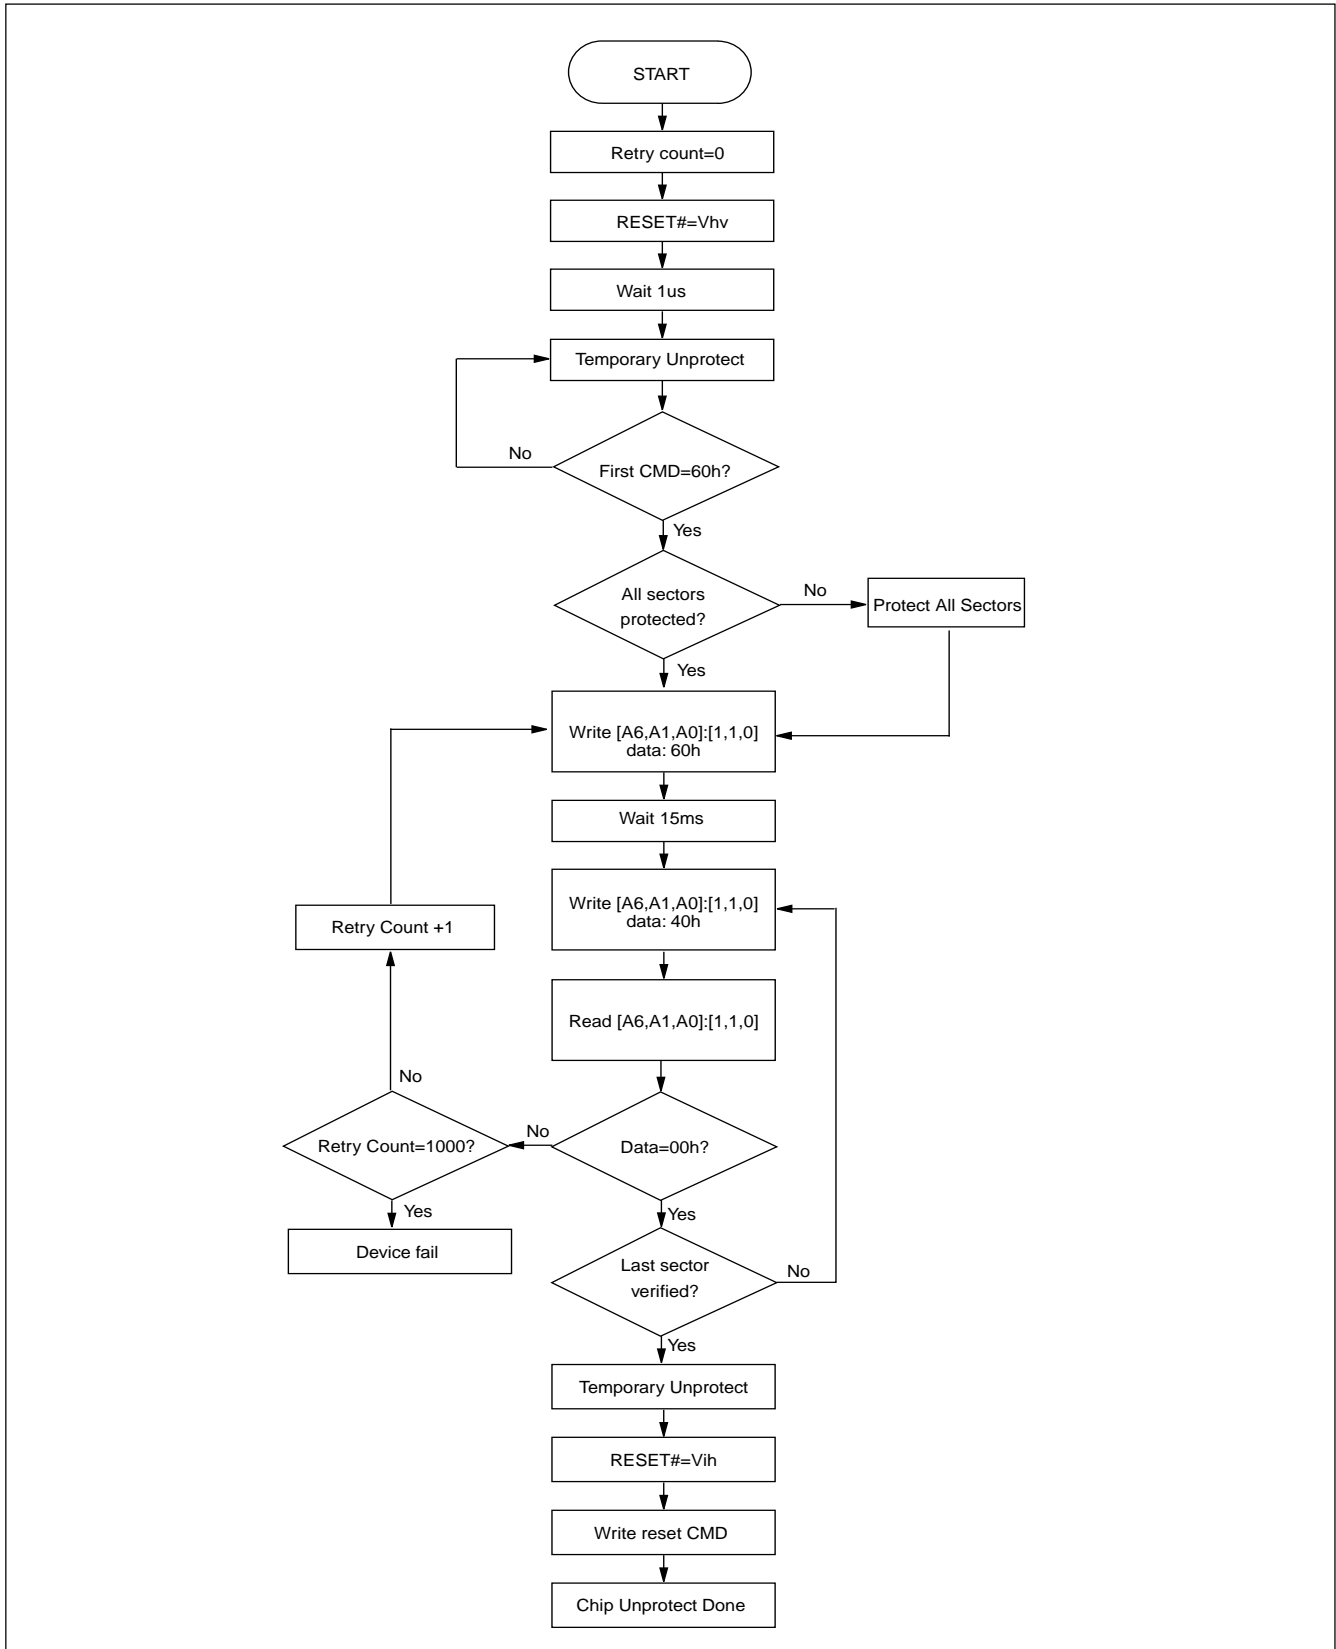 START
Retry count=0
RESET#=Vhv
Wait 1us
Temporary Unprotect
No
First CMD=60h?
Yes
All sectors
protected?
No
Protect All Sectors
Yes
Write [A6,A1,A0]:[1,1,0]
data: 60h
Wait 15ms
Write [A6,A1,A0]:[1,1,0]
data: 40h
Retry Count +1
Read [A6,A1,A0]:[1,1,0]
No
Retry Count=1000?
No
Data=00h?
Yes
Device fail
Yes
Last sector
verified?
No
Yes
Temporary Unprotect
RESET#=Vih
Write reset CMD
Chip Unprotect Done